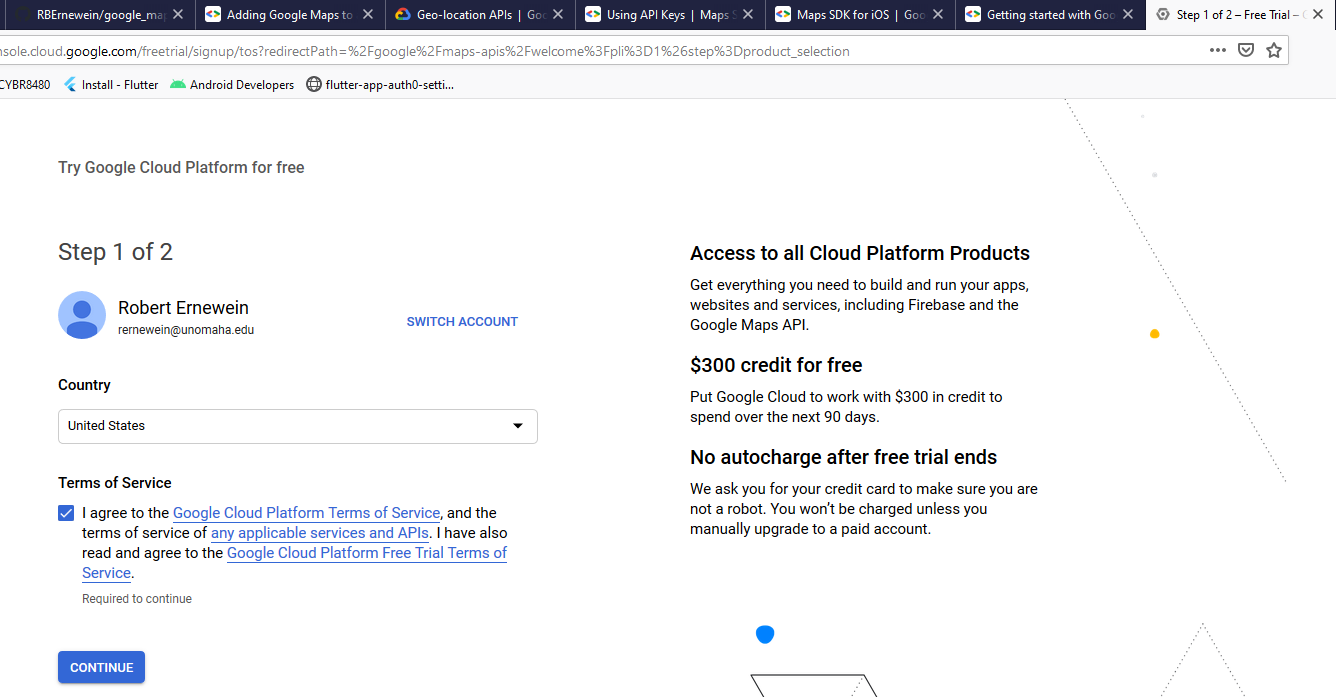 RBErnewein/google_ma
Adding Google Maps to
Geo-location APIs | Goo
Using API Keys | Maps S
Maps SDK for iOS | Goo
Getting started with Goo
Step 1 of 2 – Free Trial –
nsole.cloud.google.com/freetrial/signup/tos?redirectPath=%2Fgoogle%2Fmaps-apis%2Fwelcome%3Fpli%3D1%26step%3Dproduct_selection
CYBR8480
Install - Flutter
Android Developers
flutter-app-auth0-setti...
Try Google Cloud Platform for free
Step 1 of 2
Robert Ernewein
rernewein@unomaha.edu
SWITCH ACCOUNT
Country
United States
Terms of Service
I agree to the Google Cloud Platform Terms of Service, and the
terms of service of any applicable services and APIs. I have also
read and agree to the Google Cloud Platform Free Trial Terms of
Service.
Required to continue
CONTINUE
Access to all Cloud Platform Products
Get everything you need to build and run your apps,
websites and services, including Firebase and the
Google Maps API.
$300 credit for free
Put Google Cloud to work with $300 in credit to
spend over the next 90 days.
No autocharge after free trial ends
We ask you for your credit card to make sure you are
not a robot. You won’t be charged unless you
manually upgrade to a paid account.